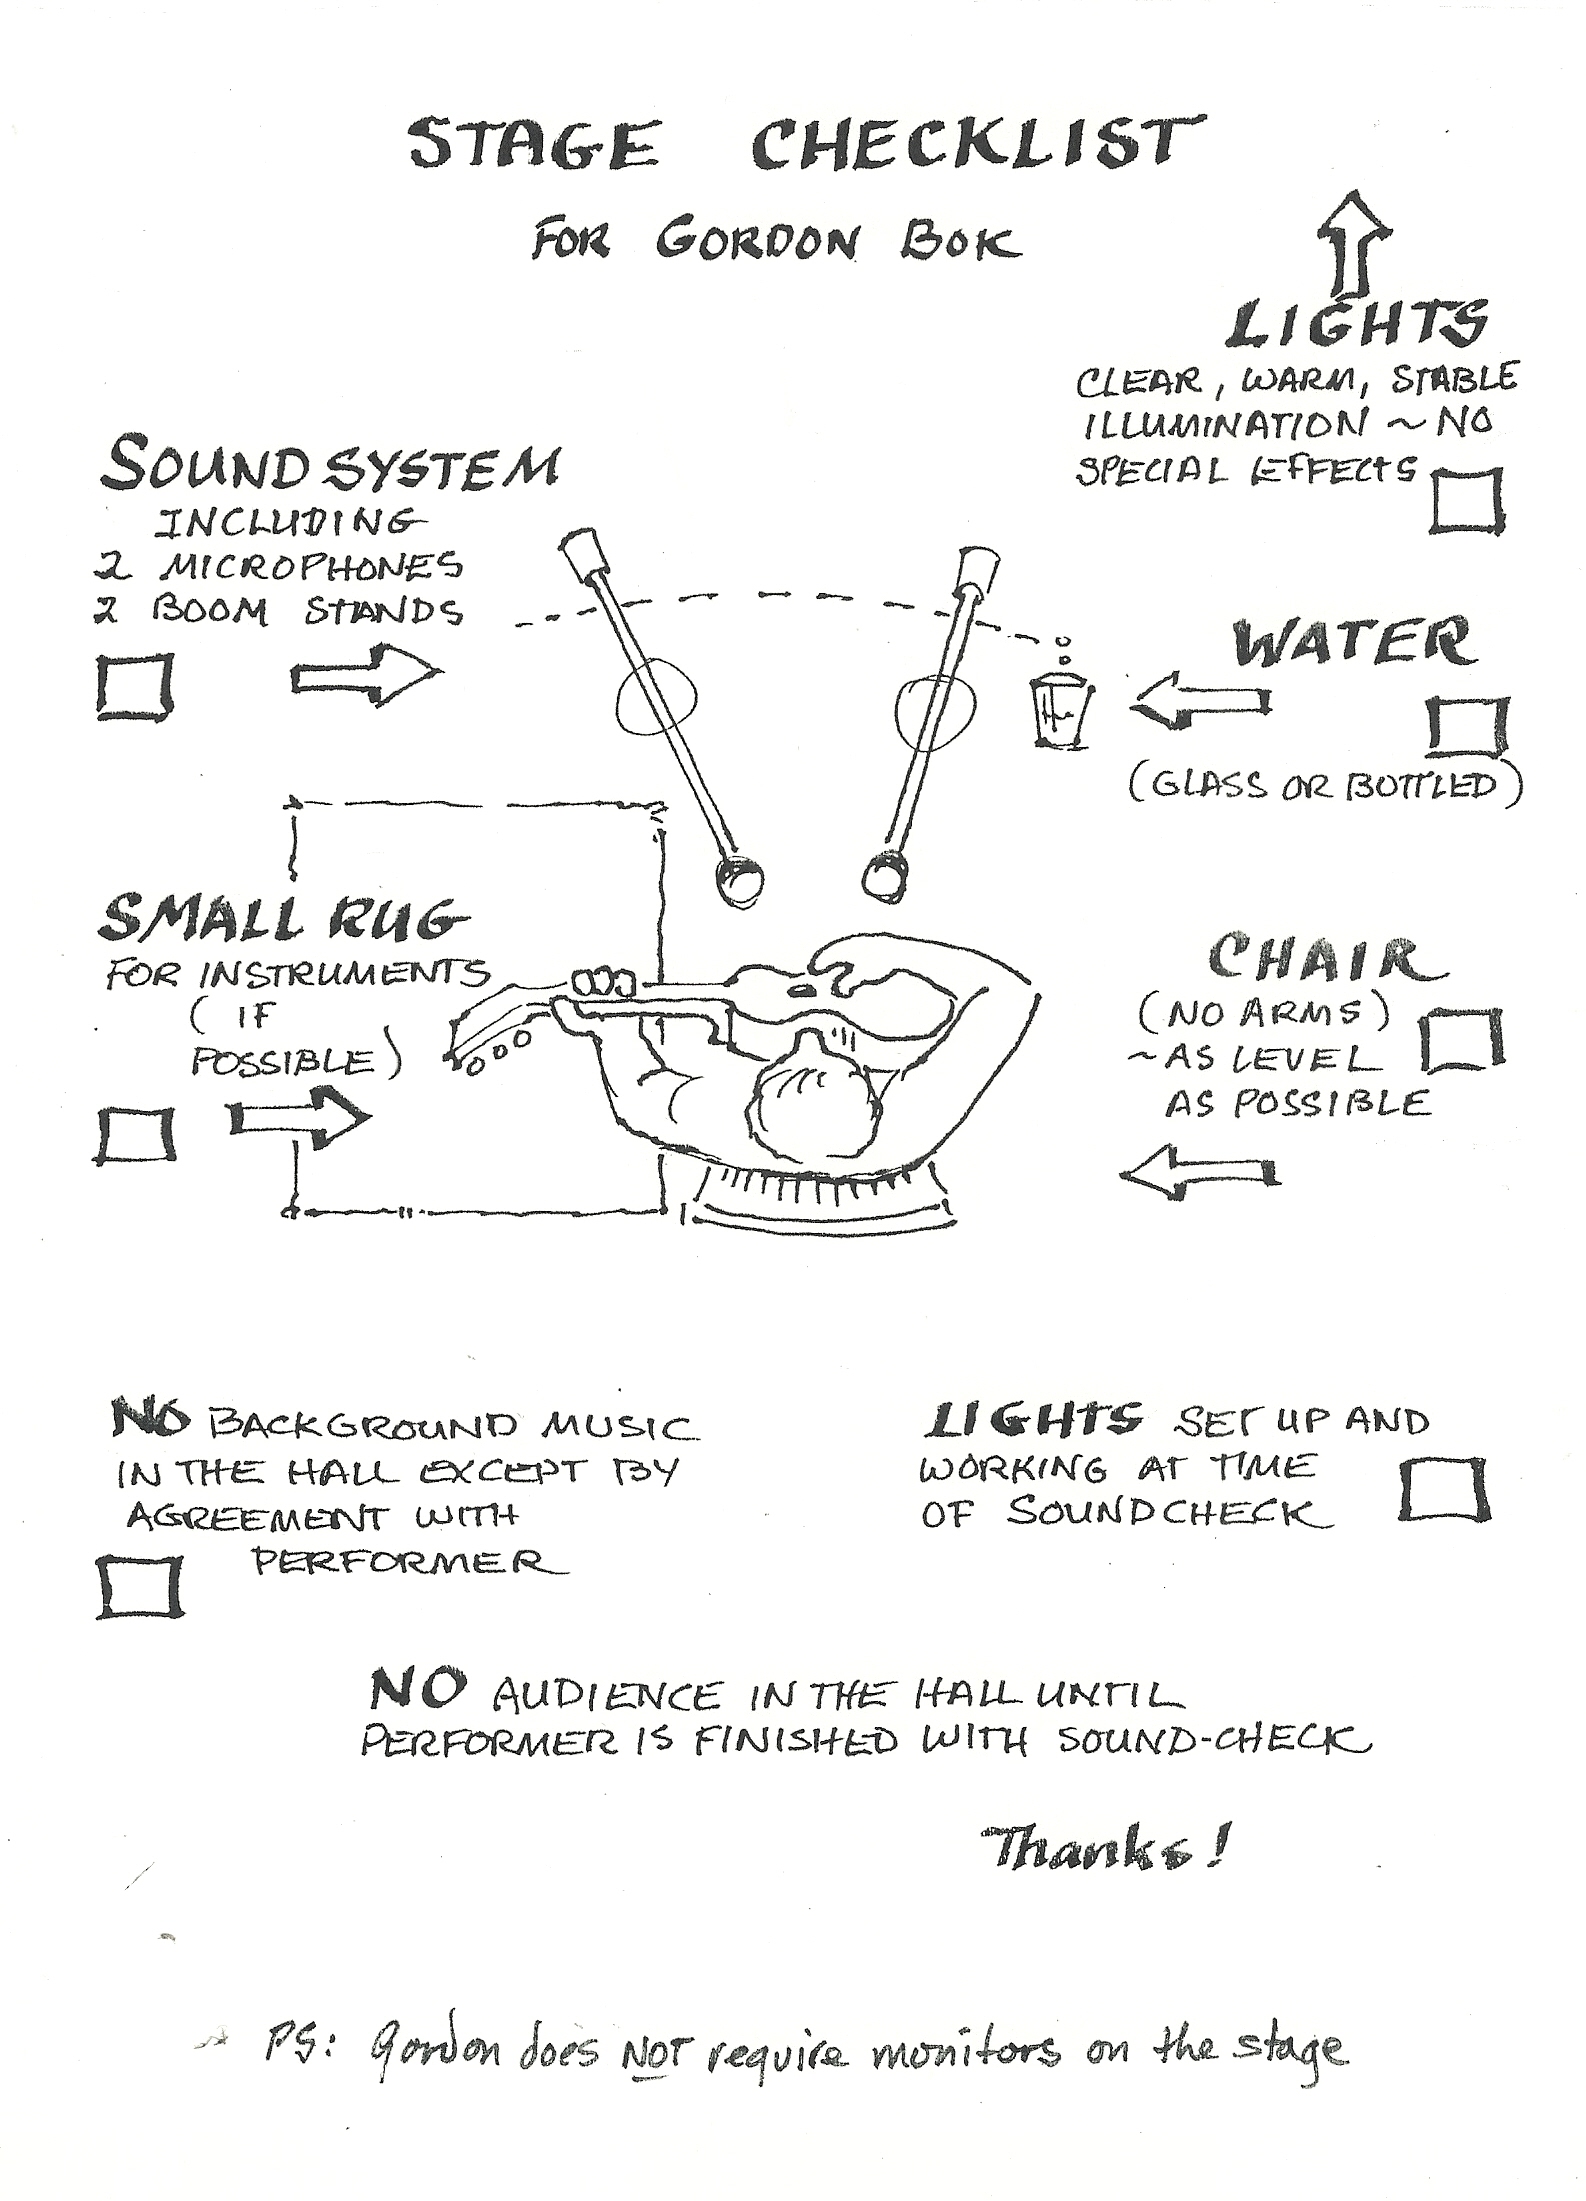 STAGE CHECKLIST
FOR GORDON BOK
LIGHTS
CLEAR, WARM, STABLE
ILLUMINATION ~ NO
SPECIAL EFFECTS
SOUND SYSTEM
INCLUDING
2 MICROPHONES
2 BOOM STANDS
WATER
(GLASS OR BOTTLED)
SMALL RUG
FOR INSTRUMENTS
(IF
POSSIBLE)
CHAIR
(NO ARMS)
~AS LEVEL
AS POSSIBLE
NO BACKGROUND MUSIC
IN THE HALL EXCEPT BY
AGREEMENT WITH
PERFORMER
LIGHTS SET UP AND
WORKING AT TIME
OF SOUNDCHECK
NO AUDIENCE IN THE HALL UNTIL
PERFORMER IS FINISHED WITH SOUND-CHECK
Thanks!
PS: Gordon does NOT require monitors on the stage